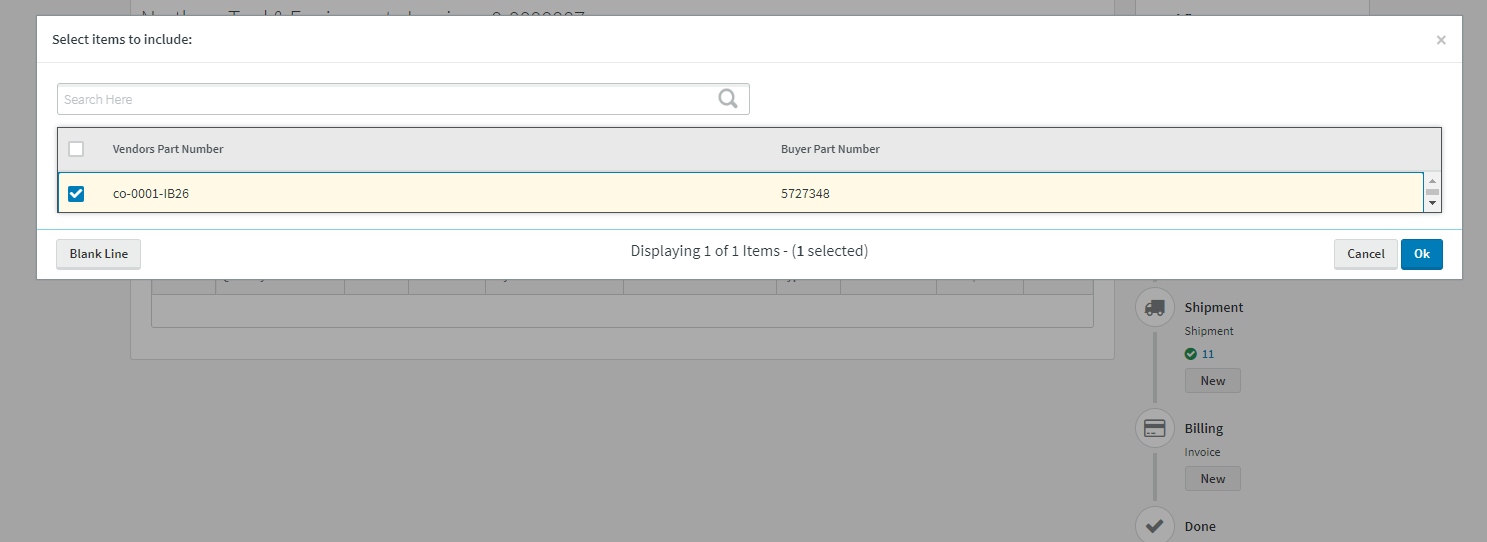 Select items to include:
×
Search Here
Vendors Part Number Buyer Part Number
co-0001-IB26 5727348
Blank Line Displaying 1 of 1 Items - (1 selected) Cancel Ok
Shipment
Shipment
11
New
Billing
Invoice
New
Done